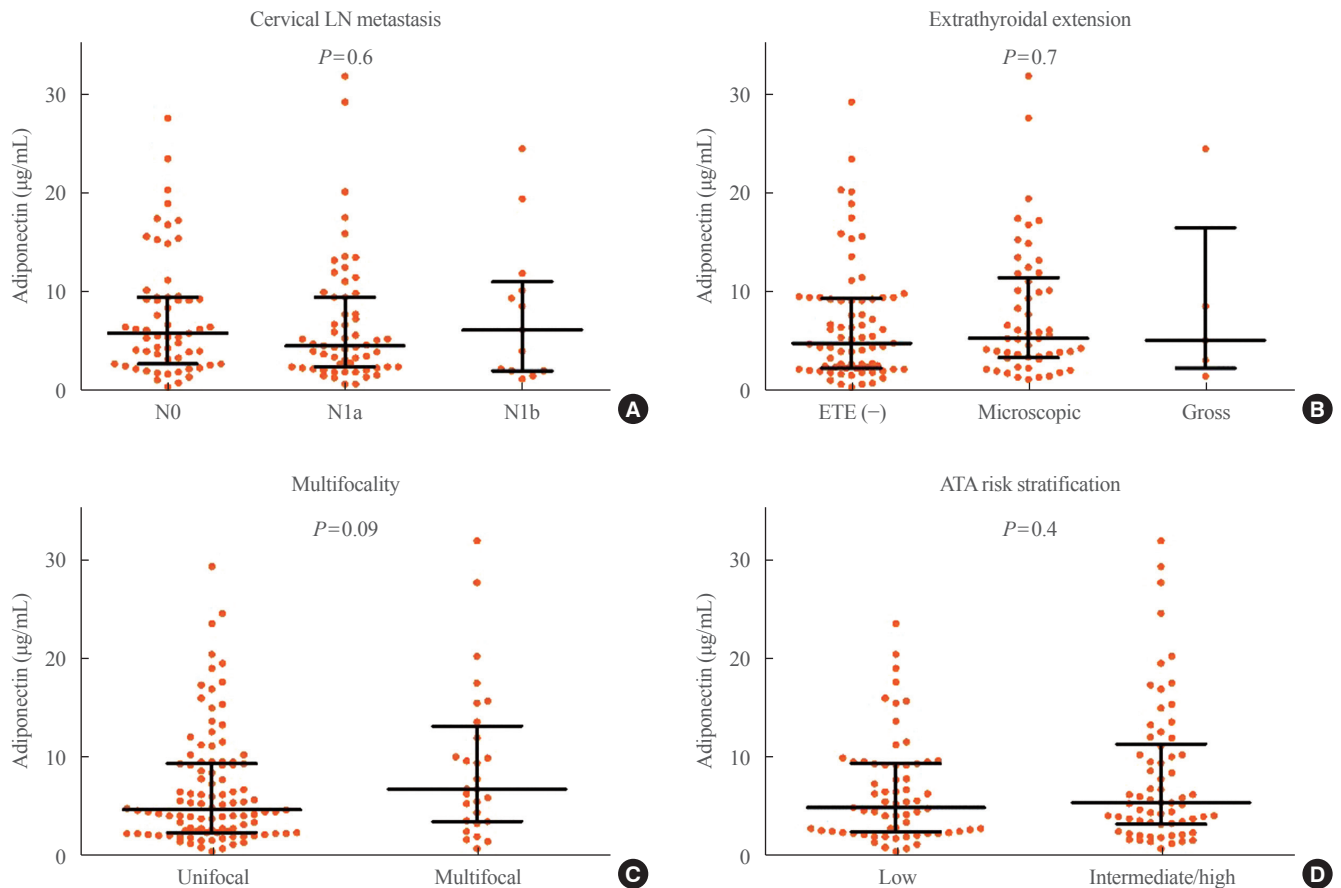 Cervical LN metastasis
P=0.6
Adiponectin (μg/mL)
30
20
10
0
N0 N1a N1b
A
Extrathyroidal extension
P=0.7
Adiponectin (μg/mL)
30
20
10
0
ETE (−) Microscopic Gross
B
Multifocality
P=0.09
Adiponectin (μg/mL)
30
20
10
0
Unifocal Multifocal
C
ATA risk stratification
P=0.4
Adiponectin (μg/mL)
30
20
10
0
Low Intermediate/high
D